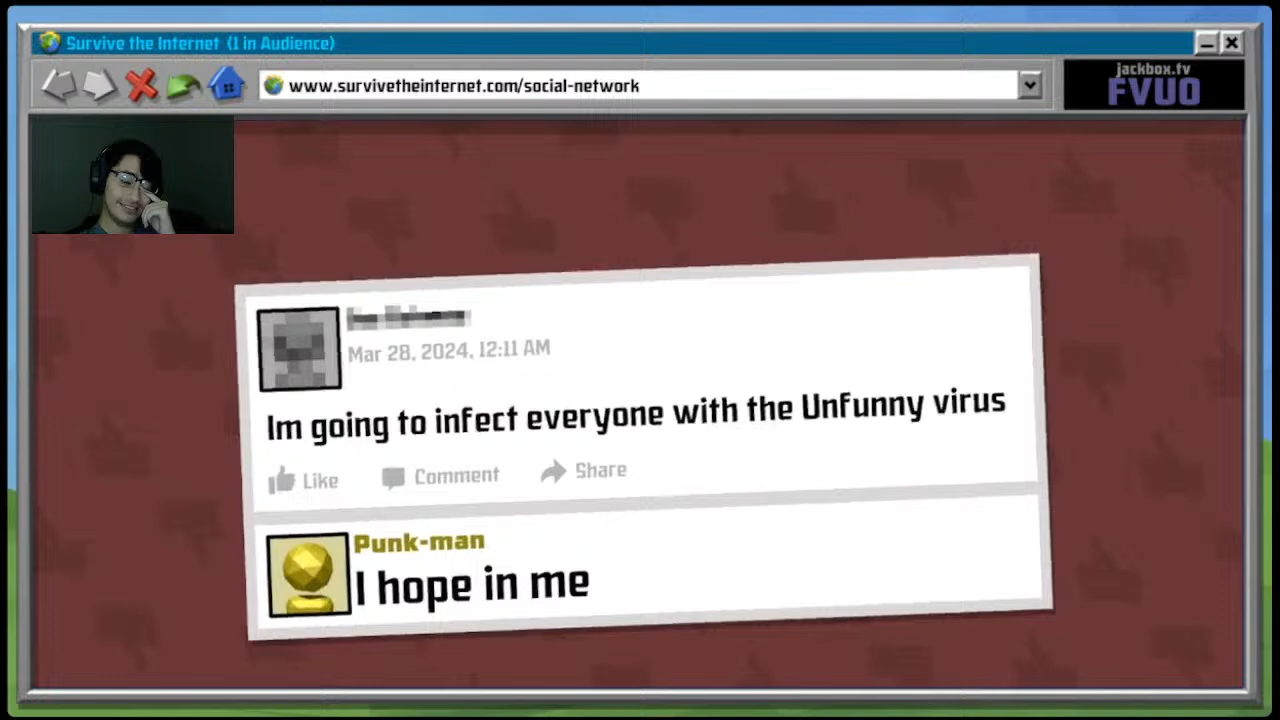 Survive the Internet (1 in Audience)
www.survivetheinternet.com/social-network
jackbox.tv
FVUO
Mar 28, 2024, 12:11 AM
Im going to infect everyone with the Unfunny virus
Like Comment Share
Punk-man
I hope in me